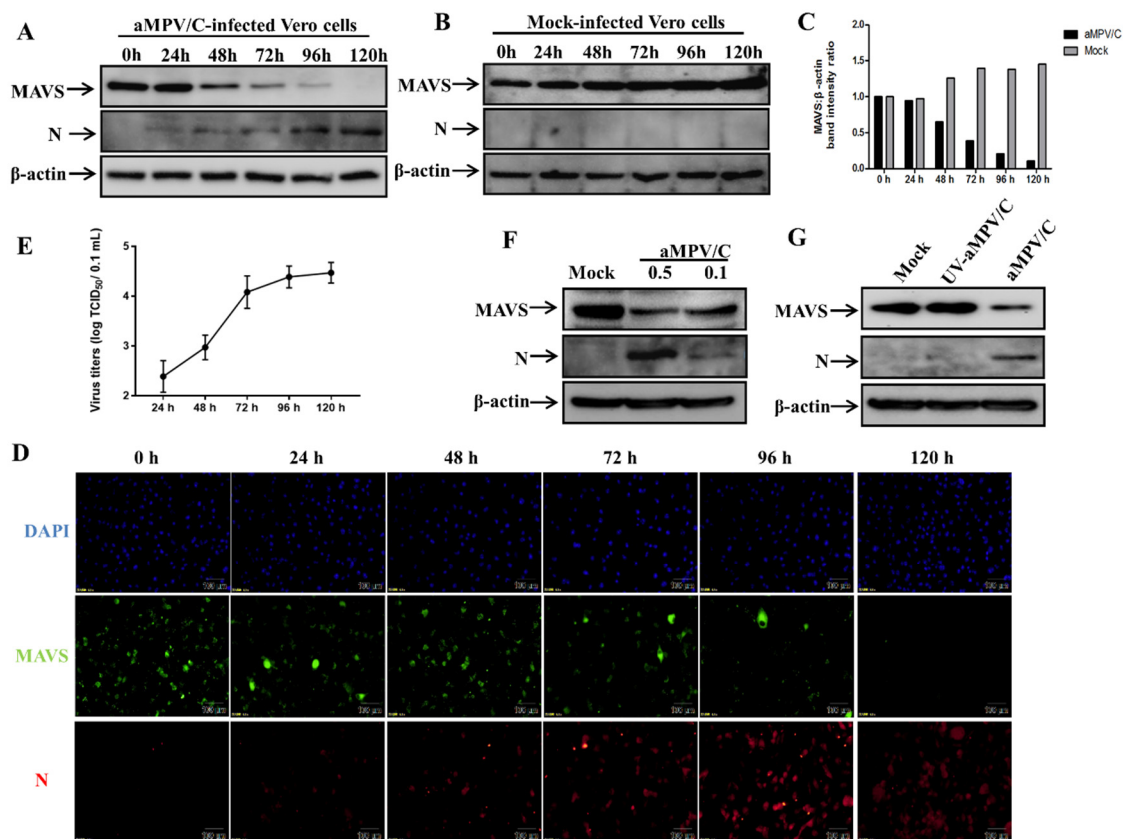 A
aMPV/C-infected Vero cells
0h 24h 48h 72h 96h 120h
MAVS
N
β-actin
B
Mock-infected Vero cells
0h 24h 48h 72h 96h 120h
MAVS
N
β-actin
C
MAVS:β -actin
band intensity ratio
2.0
1.5
1.0
0.5
0.0
0 h 24 h 48 h 72 h 96 h 120 h
aMPV/C
Mock
E
Virus titers (log TCID50/ 0.1 mL)
5
4
3
2
24 h 48 h 72 h 96 h 120 h
F
aMPV/C
Mock 0.5 0.1
MAVS
N
β-actin
G
Mock UV-aMPV/C aMPV/C
MAVS
N
β-actin
D
0 h 24 h 48 h 72 h 96 h 120 h
DAPI
MAVS
N